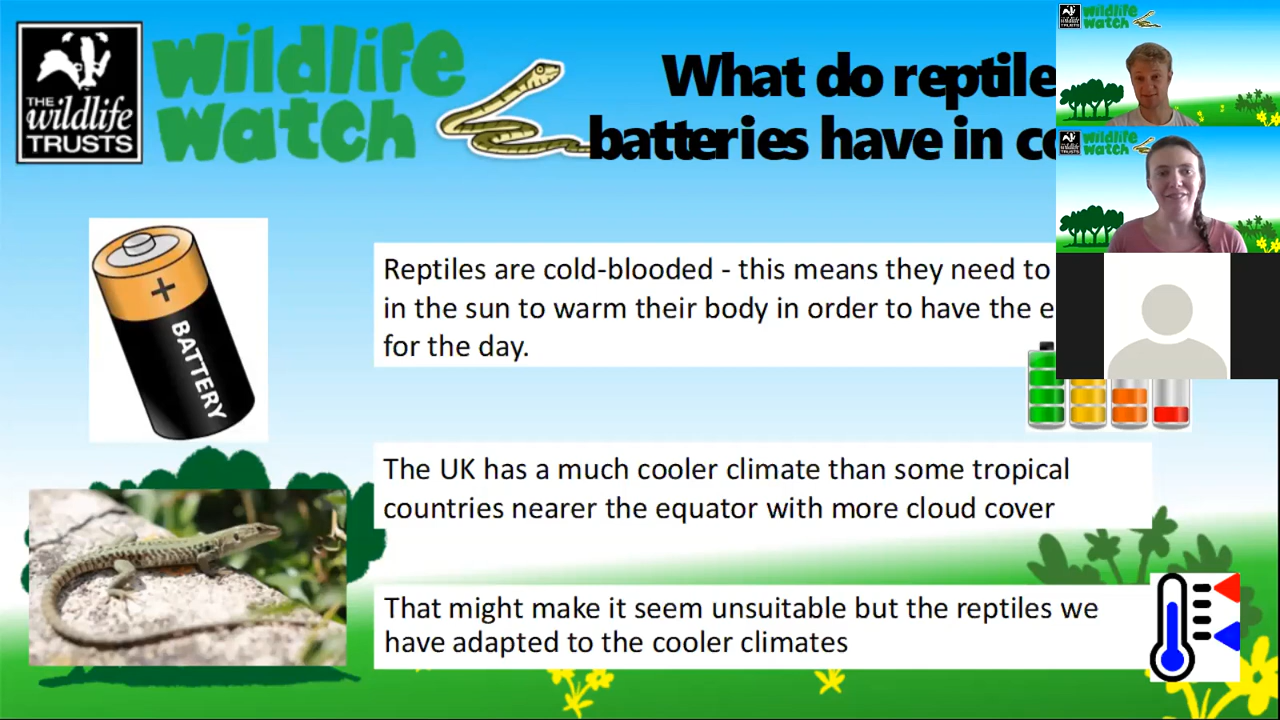 THE
wildlife
TRUSTS
wildlife
watch
What do reptile
batteries have in
Reptiles are cold-blooded - this means they need to
in the sun to warm their body in order to have the
for the day.
+
BATTERY
The UK has a much cooler climate than some tropical
countries nearer the equator with more cloud cover
That might make it seem unsuitable but the reptiles we
have adapted to the cooler climates
wildlife
watch
wildlife
watch
TRUSTS